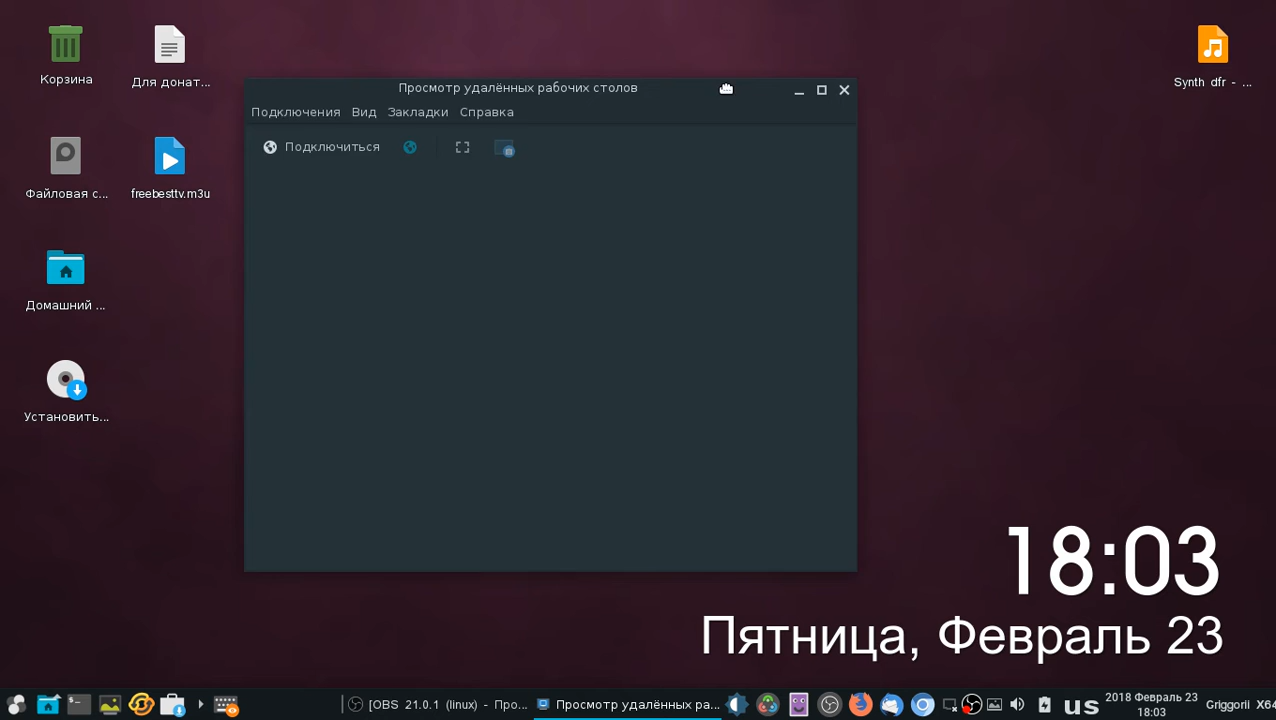 Корзина
Для донат...
Synth dfr - ...
Просмотр удалённых рабочих столов
Подключения Вид Закладки Справка
Подключиться
Файловая с...
freebesttv.m3u
Домашний ...
Установить...
18:03
Пятница, Февраль 23
[OBS 21.0.1 (linux) - Про...
Просмотр удалённых ра...
us
2018 Февраль 23
18:03
Griggorii X64